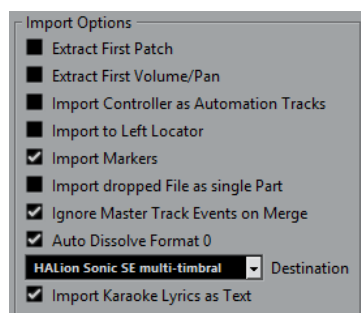 Import Options
Extract First Patch
Extract First Volume/Pan
Import Controller as Automation Tracks
Import to Left Locator
Import Markers
Import dropped File as single Part
Ignore Master Track Events on Merge
Auto Dissolve Format 0
HALion Sonic SE multi-timbral Destination
Import Karaoke Lyrics as Text